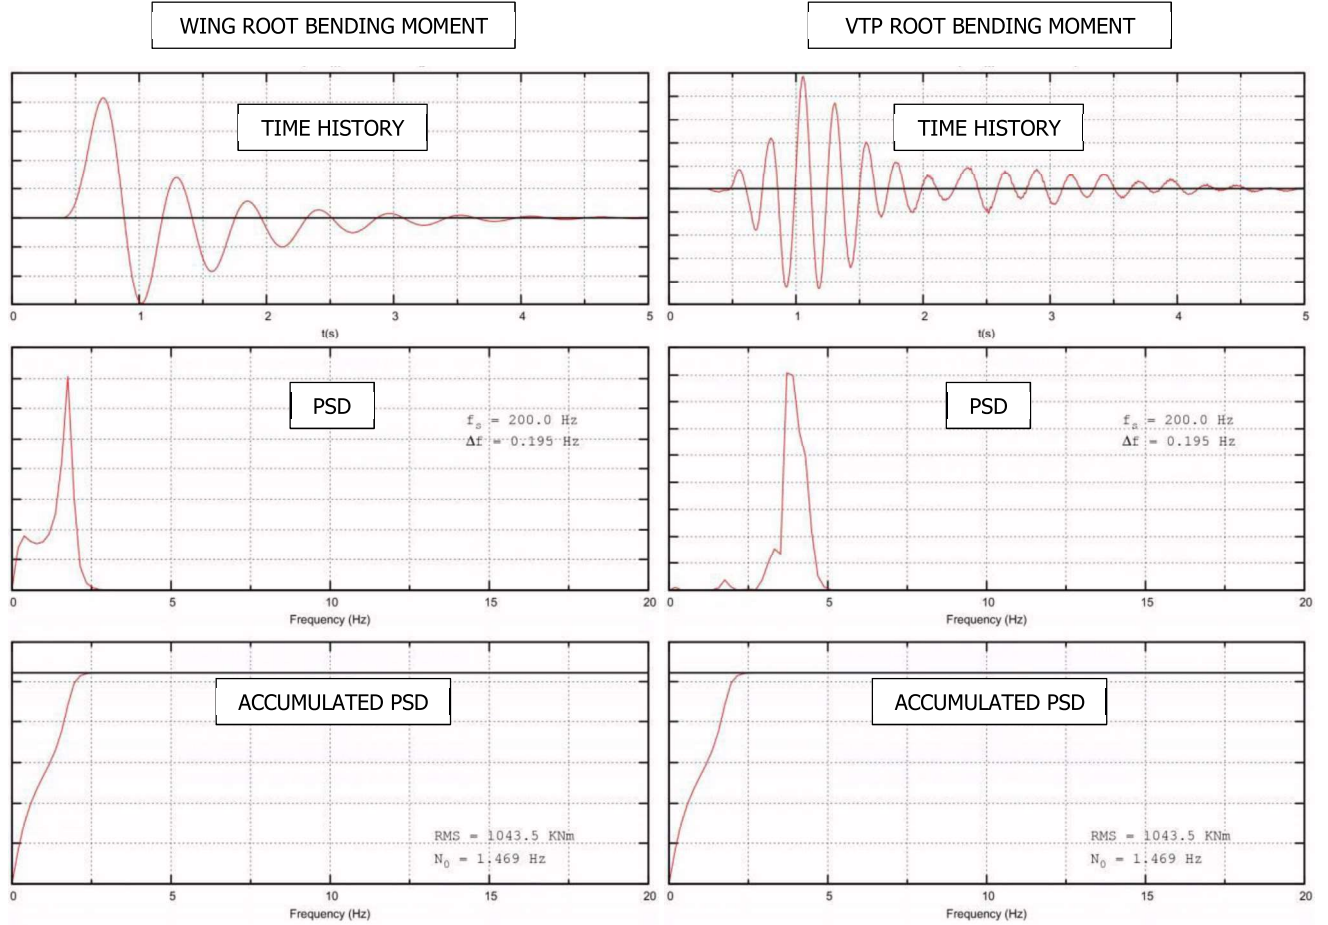 WING ROOT BENDING MOMENT
VTP ROOT BENDING MOMENT
TIME HISTORY
TIME HISTORY
0 1 2 3 4 5
t(s)
0 1 2 3 4 5
t(s)
PSD
fs = 200.0 Hz
Δf = 0.195 Hz
PSD
fs = 200.0 Hz
Δf = 0.195 Hz
0 5 10 15 20
Frequency (Hz)
0 5 10 15 20
Frequency (Hz)
ACCUMULATED PSD
RMS = 1043.5 KNm
N0 = 1.469 Hz
ACCUMULATED PSD
RMS = 1043.5 KNm
N0 = 1.469 Hz
0 5 10 15 20
Frequency (Hz)
0 5 10 15 20
Frequency (Hz)